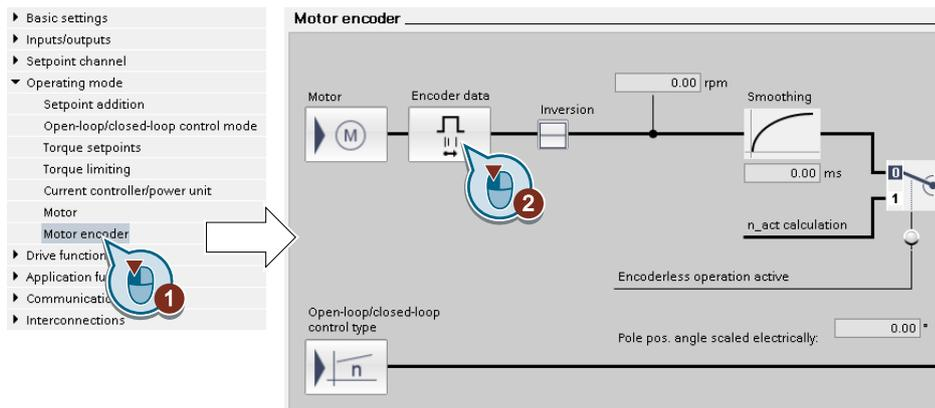 Basic settings
Inputs/outputs
Setpoint channel
Operating mode
Setpoint addition
Open-loop/closed-loop control mode
Torque setpoints
Torque limiting
Current controller/power unit
Motor
Motor encoder
Drive function
Application fu
Communicatio
Interconnections
1
Motor encoder
0.00 rpm
Motor
Encoder data
Inversion
Smoothing
M
2
0.00 ms
0
1
n_act calculation
Encoderless operation active
Open-loop/closed-loop
control type
n
Pole pos. angle scaled electrically:
0.00 °